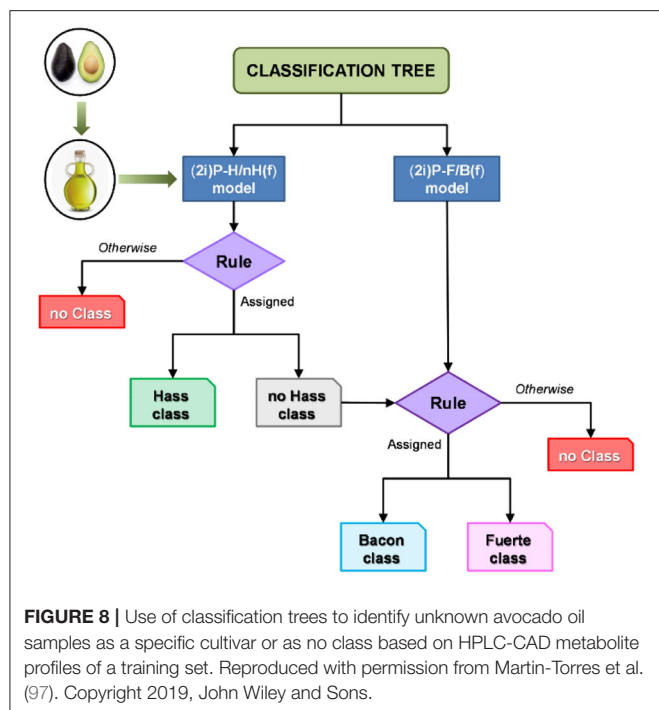 CLASSIFICATION TREE
(2i)P-H/nH(f)
model
(2i)P-F/B(f)
model
Otherwise
Rule
no Class
Assigned
Hass
class
no Hass
class
Rule
Otherwise
Assigned
no Class
Bacon
class
Fuerte
class
FIGURE 8 | Use of classification trees to identify unknown avocado oil
samples as a specific cultivar or as no class based on HPLC-CAD metabolite
profiles of a training set. Reproduced with permission from Martin-Torres et al.
(97). Copyright 2019, John Wiley and Sons.